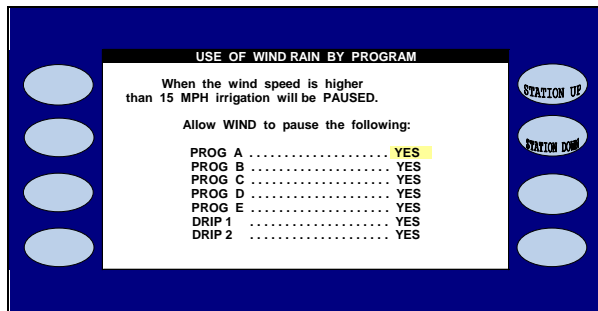 USE OF WIND RAIN BY PROGRAM
When the wind speed is higher
than 15 MPH irrigation will be PAUSED.
Allow WIND to pause the following:
PROG A . . . . . . . . . . . . . . . . . . . . YES
PROG B . . . . . . . . . . . . . . . . . . . . YES
PROG C . . . . . . . . . . . . . . . . . . . . YES
PROG D . . . . . . . . . . . . . . . . . . . . YES
PROG E . . . . . . . . . . . . . . . . . . . . YES
DRIP 1 . . . . . . . . . . . . . . . . . . . . YES
DRIP 2 . . . . . . . . . . . . . . . . . . . . YES
STATION UP
STATION DOWN